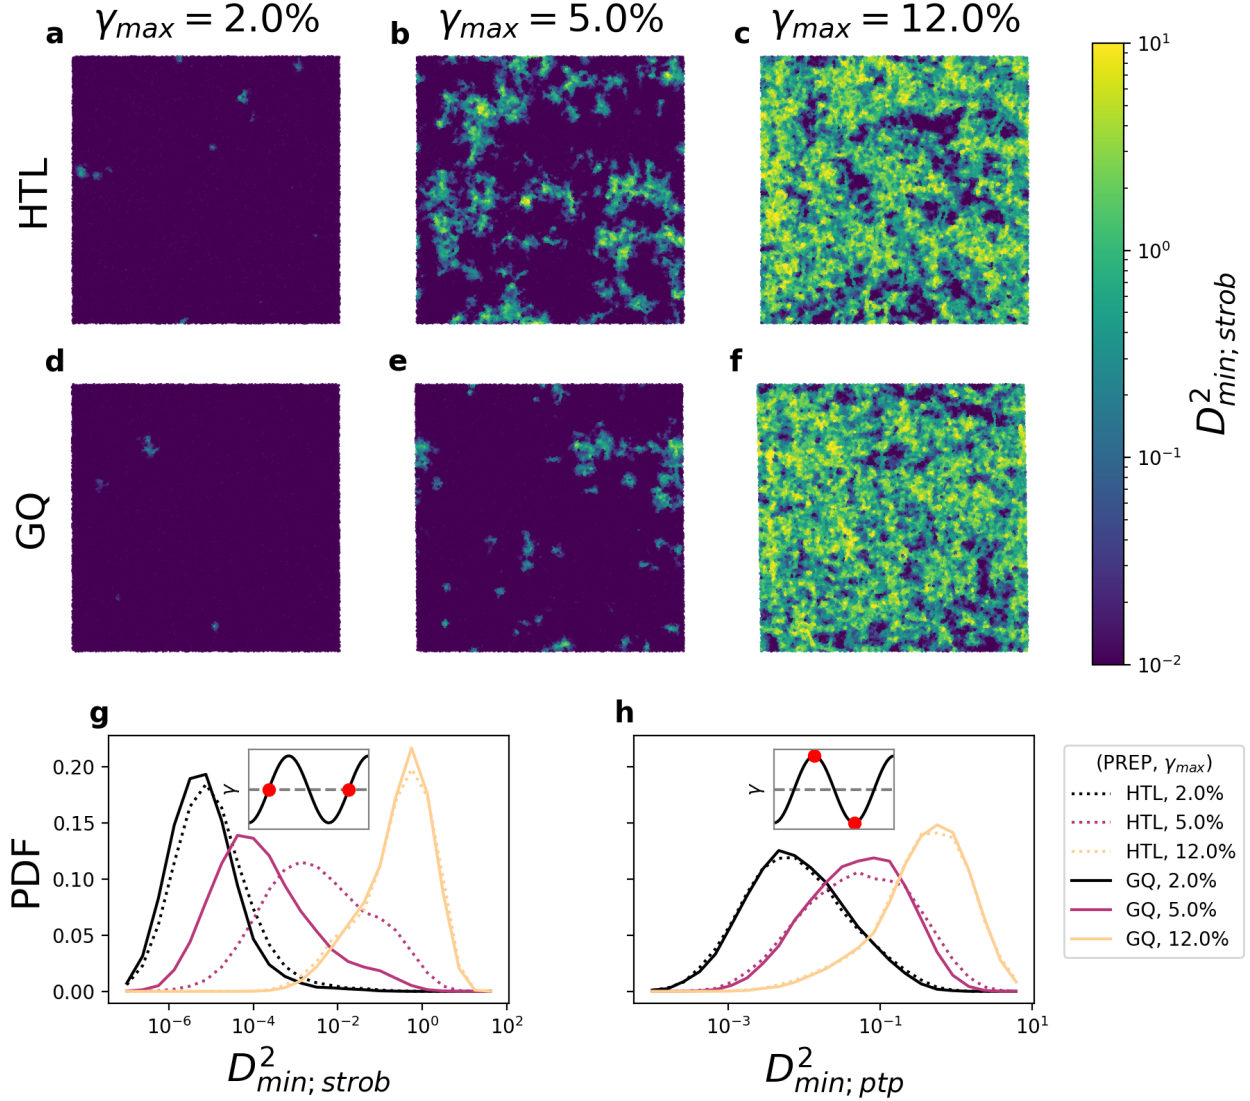 a γmax = 2.0%
b γmax = 5.0%
c γmax = 12.0%
HTL
d
e
f
GQ
10¹
10⁰
10⁻¹
10⁻²
D²min; strob
g
h
PDF
0.20
0.15
0.10
0.05
0.00
γ
γ
10⁻⁶ 10⁻⁴ 10⁻² 10⁰ 10²
D²min; strob
10⁻³ 10⁻¹ 10¹
D²min; ptp
(PREP, γmax)
HTL, 2.0%
HTL, 5.0%
HTL, 12.0%
GQ, 2.0%
GQ, 5.0%
GQ, 12.0%